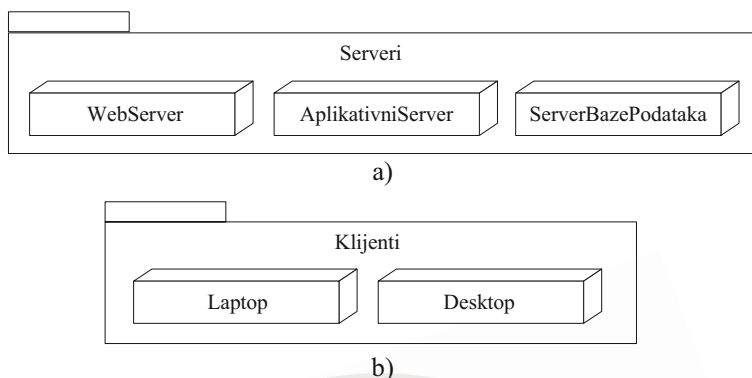 Serveri
WebServer AplikativniServer ServerBazePodataka
a)
Klijenti
Laptop Desktop
b)